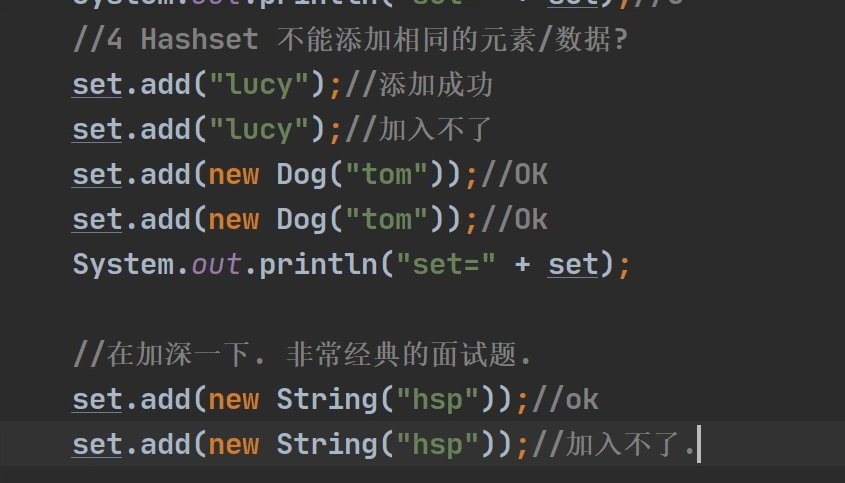 //4 Hashset 不能添加相同的元素/数据?
set.add("lucy");//添加成功
set.add("lucy");//加入不了
set.add(new Dog("tom"));//OK
set.add(new Dog("tom"));//Ok
System.out.println("set=" + set);
//在加深一下. 非常经典的面试题.
set.add(new String("hsp"));//ok
set.add(new String("hsp"));//加入不了.